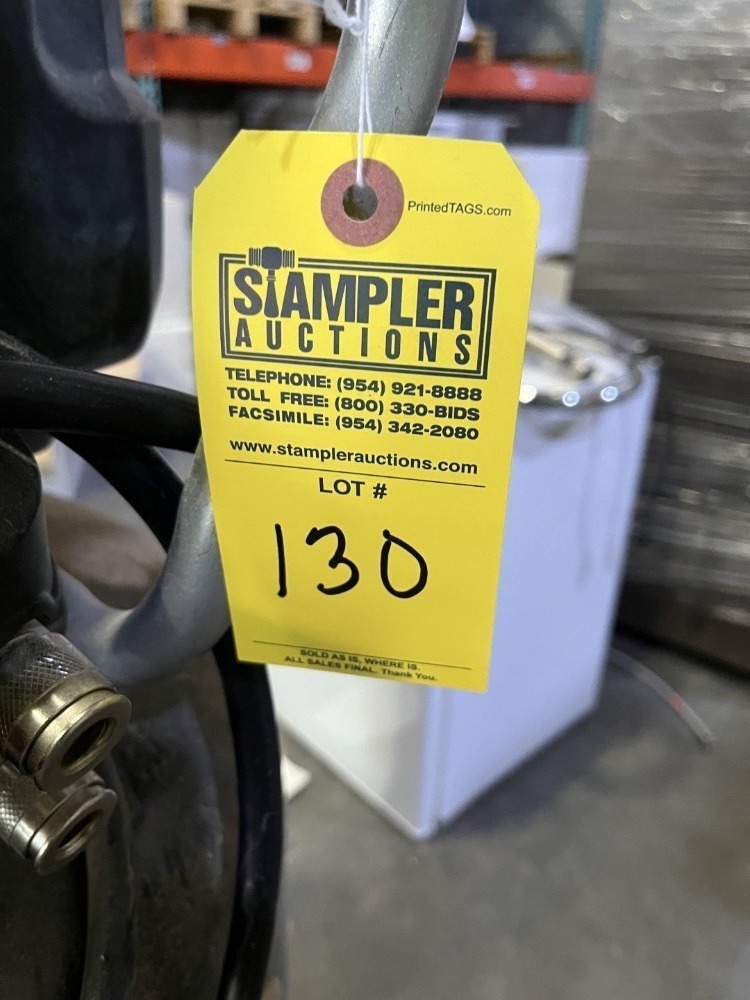 PrintedTAGS.com
STAMPLER
AUCTIONS
TELEPHONE: (954) 921-8888
TOLL FREE: (800) 330-BIDS
FACSIMILE: (954) 342-2080
www.stamplerauctions.com
LOT #
130
SOLD AS IS, WHERE IS.
ALL SALES FINAL. Thank You.